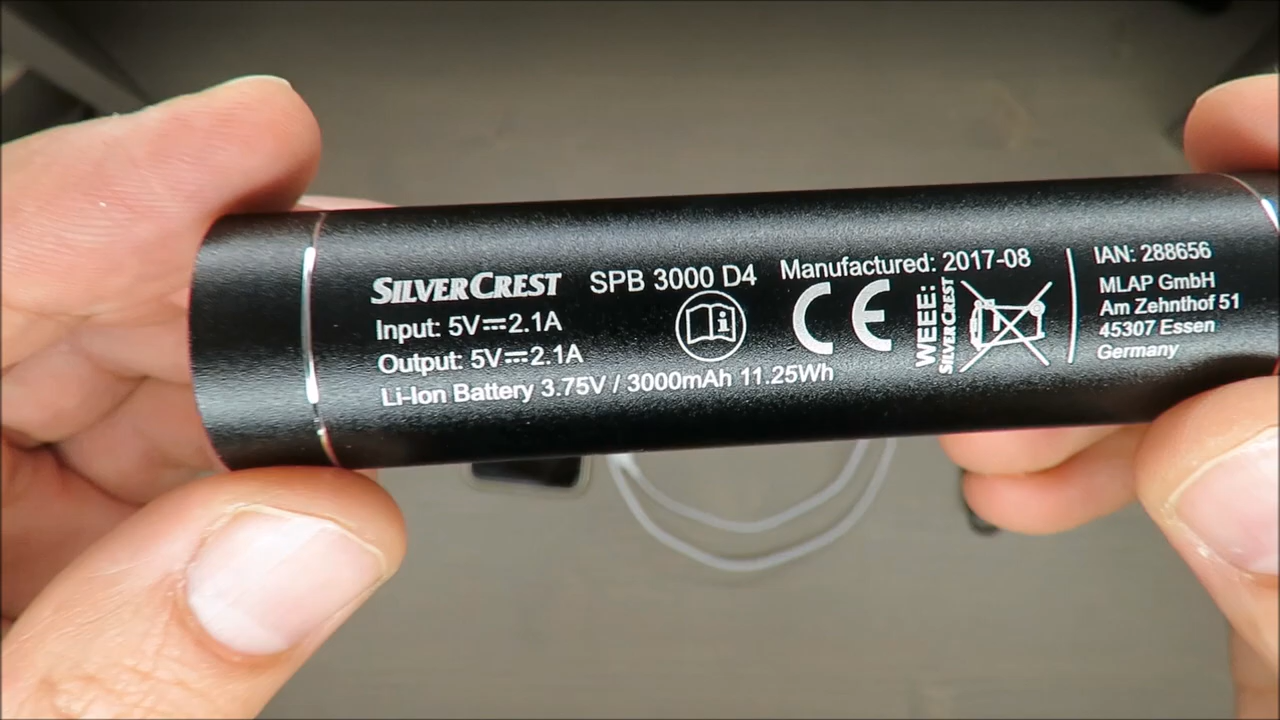 SILVERCREST SPB 3000 D4 Manufactured: 2017-08
Input: 5V⎓2.1A
Output: 5V⎓2.1A
Li-Ion Battery 3.75V / 3000mAh 11.25Wh
i
CE
WEEE:
SILVERCREST
IAN: 288656
MLAP GmbH
Am Zehnthof 51
45307 Essen
Germany